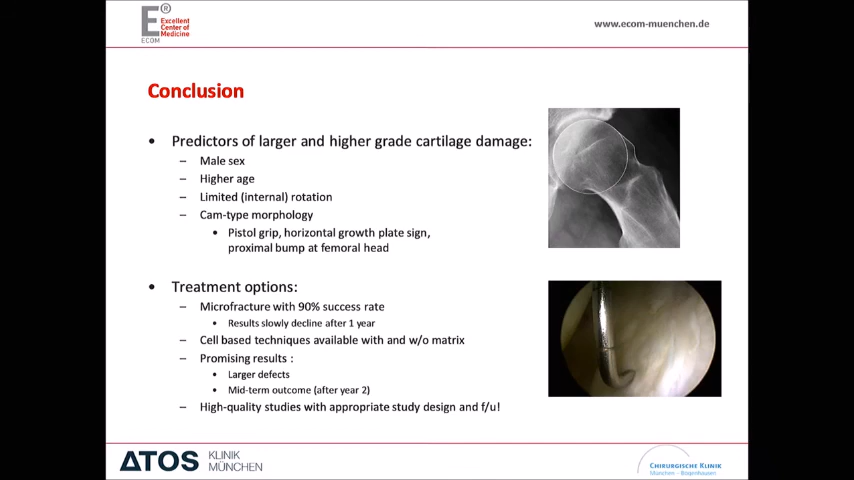 E®
Excellent
Center of
Medicine
ECOM
www.ecom-muenchen.de
Conclusion
• Predictors of larger and higher grade cartilage damage:
– Male sex
– Higher age
– Limited (internal) rotation
– Cam-type morphology
• Pistol grip, horizontal growth plate sign,
proximal bump at femoral head
• Treatment options:
– Microfracture with 90% success rate
• Results slowly decline after 1 year
– Cell based techniques available with and w/o matrix
– Promising results :
• Larger defects
• Mid-term outcome (after year 2)
– High-quality studies with appropriate study design and f/u!
ATOS KLINIK
MÜNCHEN
CHIRURGISCHE KLINIK
München - Bogenhausen